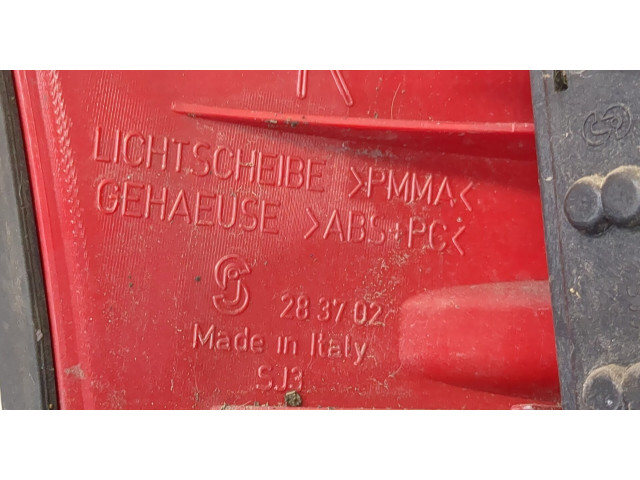 LICHTSCHEIBE >PMMA<
GEHAEUSE >ABS+PC<
28 37 02
Made in Italy
SJ3